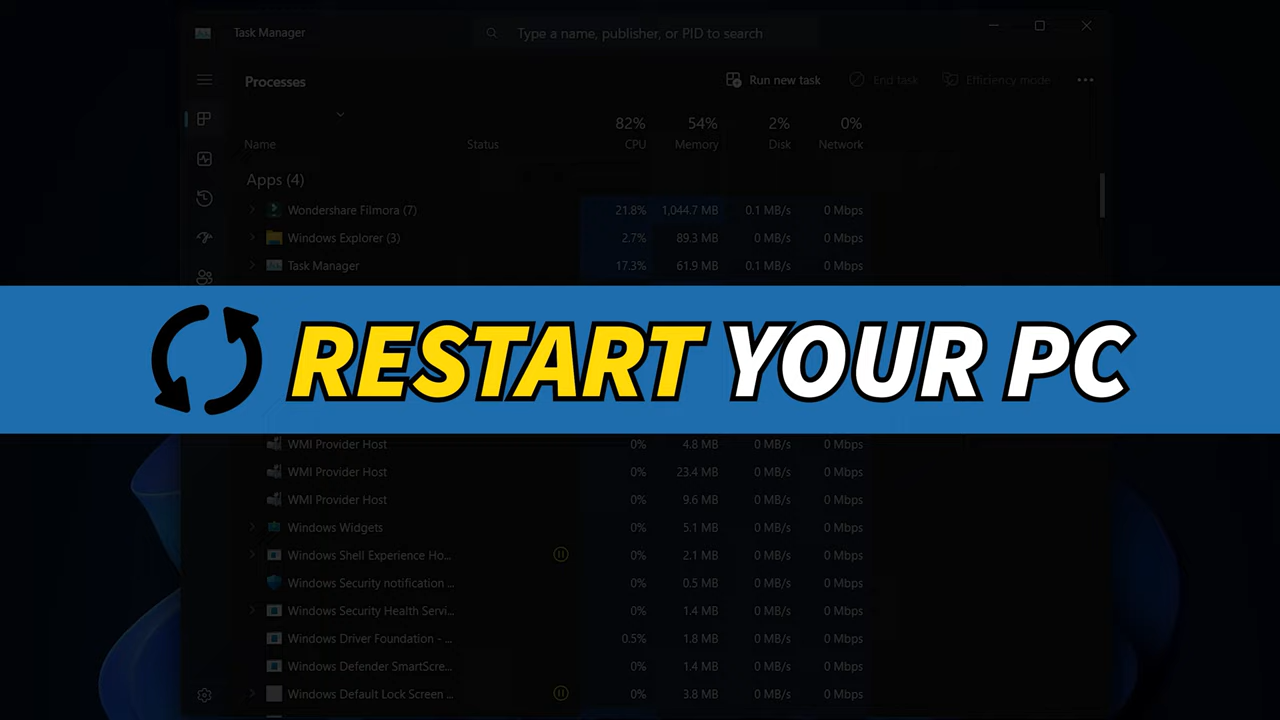 Task Manager
Type a name, publisher, or PID to search
Processes
Run new task
End task
Efficiency mode
82% 54% 2% 0%
Name Status CPU Memory Disk Network
Apps (4)
Wondershare Filmora (7) 21.8% 1,044.7 MB 0.1 MB/s 0 Mbps
Windows Explorer (3) 2.7% 89.3 MB 0 MB/s 0 Mbps
Task Manager 17.3% 61.9 MB 0.1 MB/s 0 Mbps
RESTART YOUR PC
WMI Provider Host 0% 4.8 MB 0 MB/s 0 Mbps
WMI Provider Host 0% 23.4 MB 0 MB/s 0 Mbps
WMI Provider Host 0% 9.6 MB 0 MB/s 0 Mbps
Windows Widgets 0% 5.1 MB 0 MB/s 0 Mbps
Windows Shell Experience Ho... 0% 2.1 MB 0 MB/s 0 Mbps
Windows Security notification ... 0% 0.5 MB 0 MB/s 0 Mbps
Windows Security Health Servi... 0% 1.4 MB 0 MB/s 0 Mbps
Windows Driver Foundation - ... 0.5% 1.8 MB 0 MB/s 0 Mbps
Windows Defender SmartScre... 0% 1.4 MB 0 MB/s 0 Mbps
Windows Default Lock Screen ... 0% 3.8 MB 0 MB/s 0 Mbps